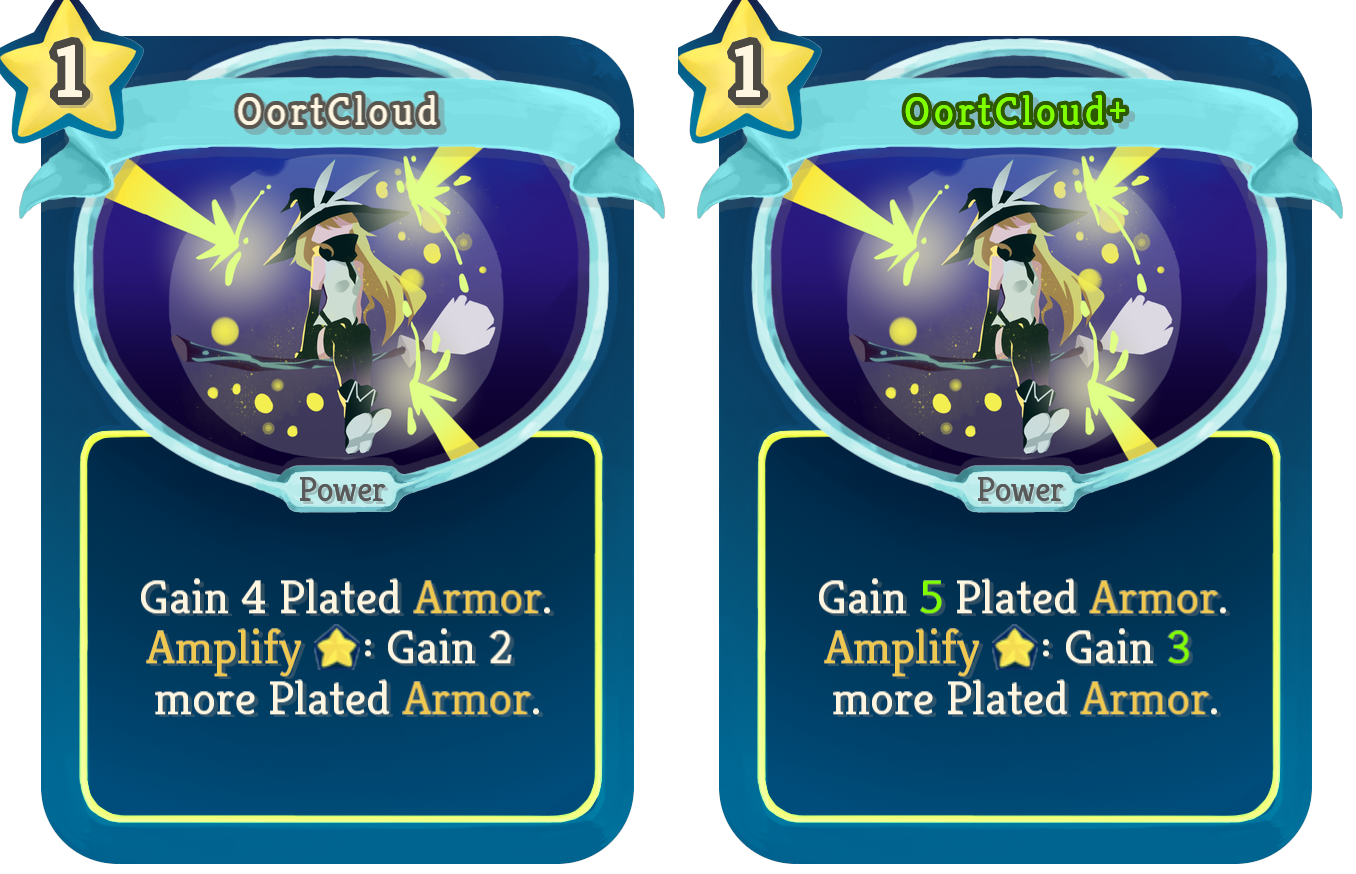 1
OortCloud
Power
Gain 4 Plated Armor.
Amplify : Gain 2
more Plated Armor.
1
OortCloud+
Power
Gain 5 Plated Armor.
Amplify : Gain 3
more Plated Armor.